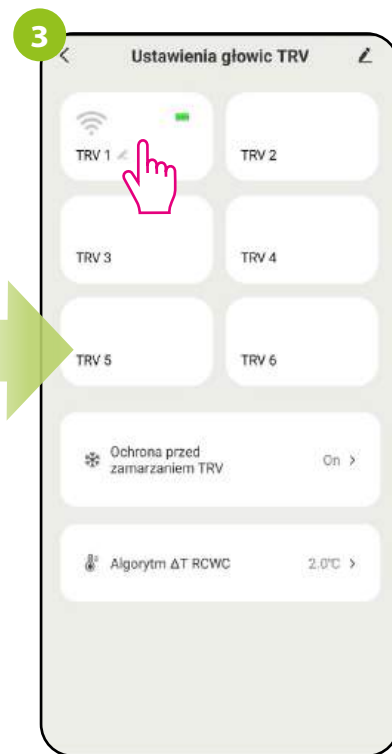 3
Ustawienia głowic TRV
TRV 1
TRV 2
TRV 3
TRV 4
TRV 5
TRV 6
Ochrona przed
zamarzaniem TRV
On >
Algorytm ΔT RCWC
2.0°C >